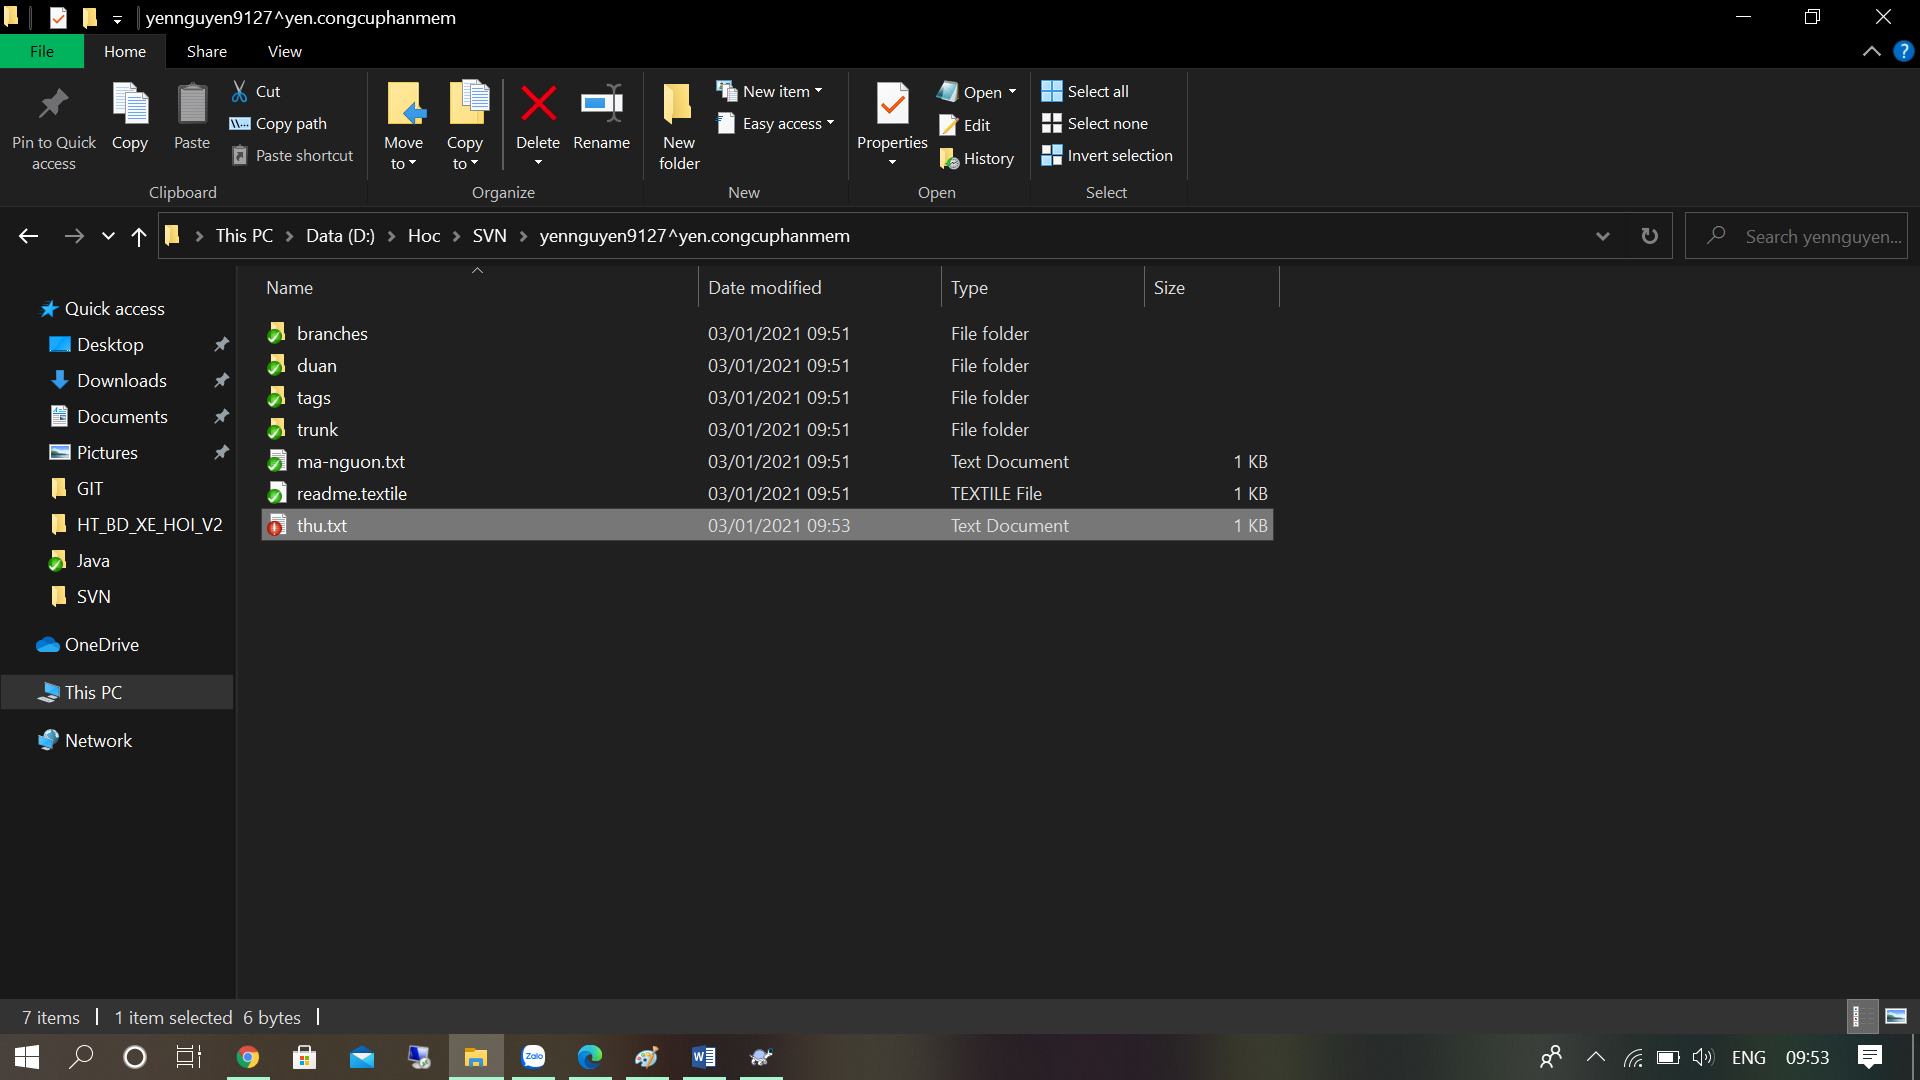 yennguyen9127^yen.congcuphanmem
File Home Share View
Pin to Quick access
Copy
Paste
Cut
Copy path
Paste shortcut
Clipboard
Move to
Copy to
Delete
Rename
Organize
New folder
New item
Easy access
New
Properties
Open
Edit
History
Open
Select all
Select none
Invert selection
Select
This PC > Data (D:) > Hoc > SVN > yennguyen9127^yen.congcuphanmem
Search yennguyen...
Quick access
Desktop
Downloads
Documents
Pictures
GIT
HT_BD_XE_HOI_V2
Java
SVN
OneDrive
This PC
Network
Name Date modified Type Size
branches 03/01/2021 09:51 File folder
duan 03/01/2021 09:51 File folder
tags 03/01/2021 09:51 File folder
trunk 03/01/2021 09:51 File folder
ma-nguon.txt 03/01/2021 09:51 Text Document 1 KB
readme.textile 03/01/2021 09:51 TEXTILE File 1 KB
thu.txt 03/01/2021 09:53 Text Document 1 KB
7 items 1 item selected 6 bytes
Zalo
ENG 09:53